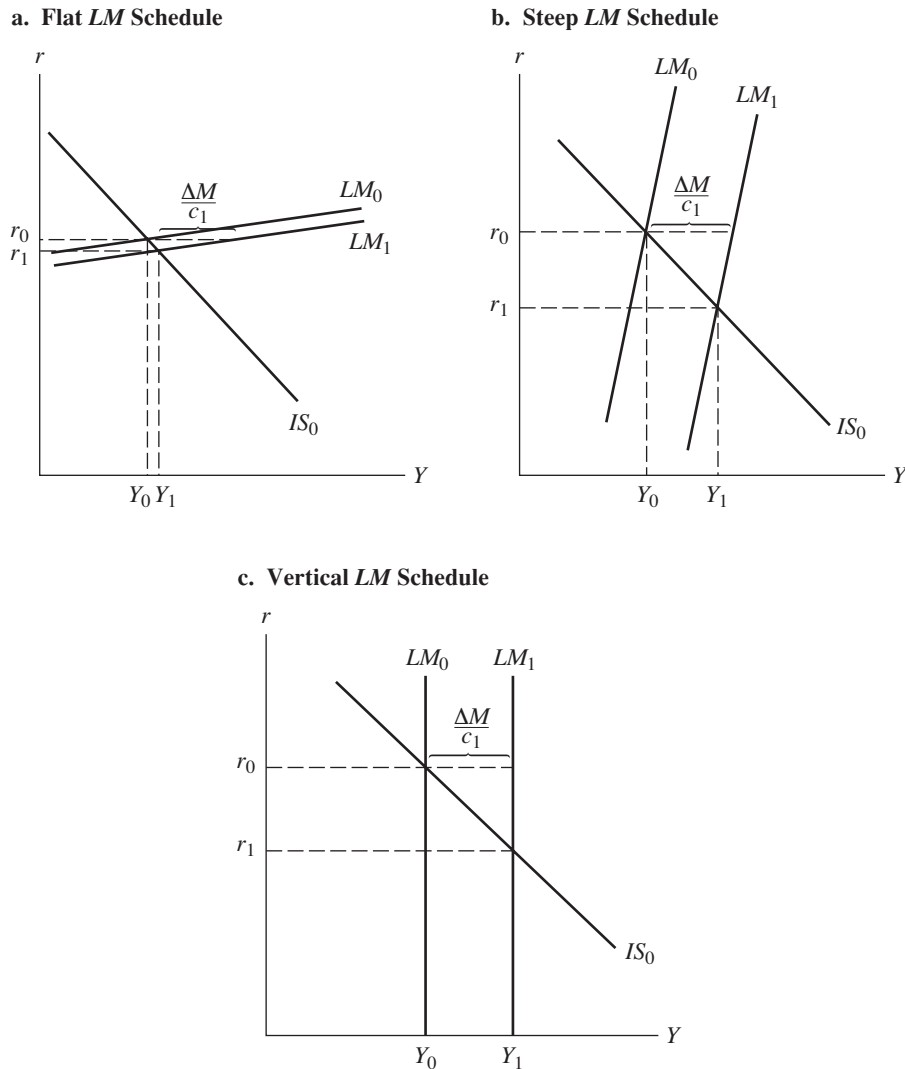 a. Flat LM Schedule
r
LM₀
ΔM
c₁
r₀
r₁
LM₁
IS₀
Y₀ Y₁
Y
b. Steep LM Schedule
r
LM₀
LM₁
ΔM
c₁
r₀
r₁
IS₀
Y₀
Y₁
Y
c. Vertical LM Schedule
r
LM₀
LM₁
ΔM
c₁
r₀
r₁
IS₀
Y₀
Y₁
Y